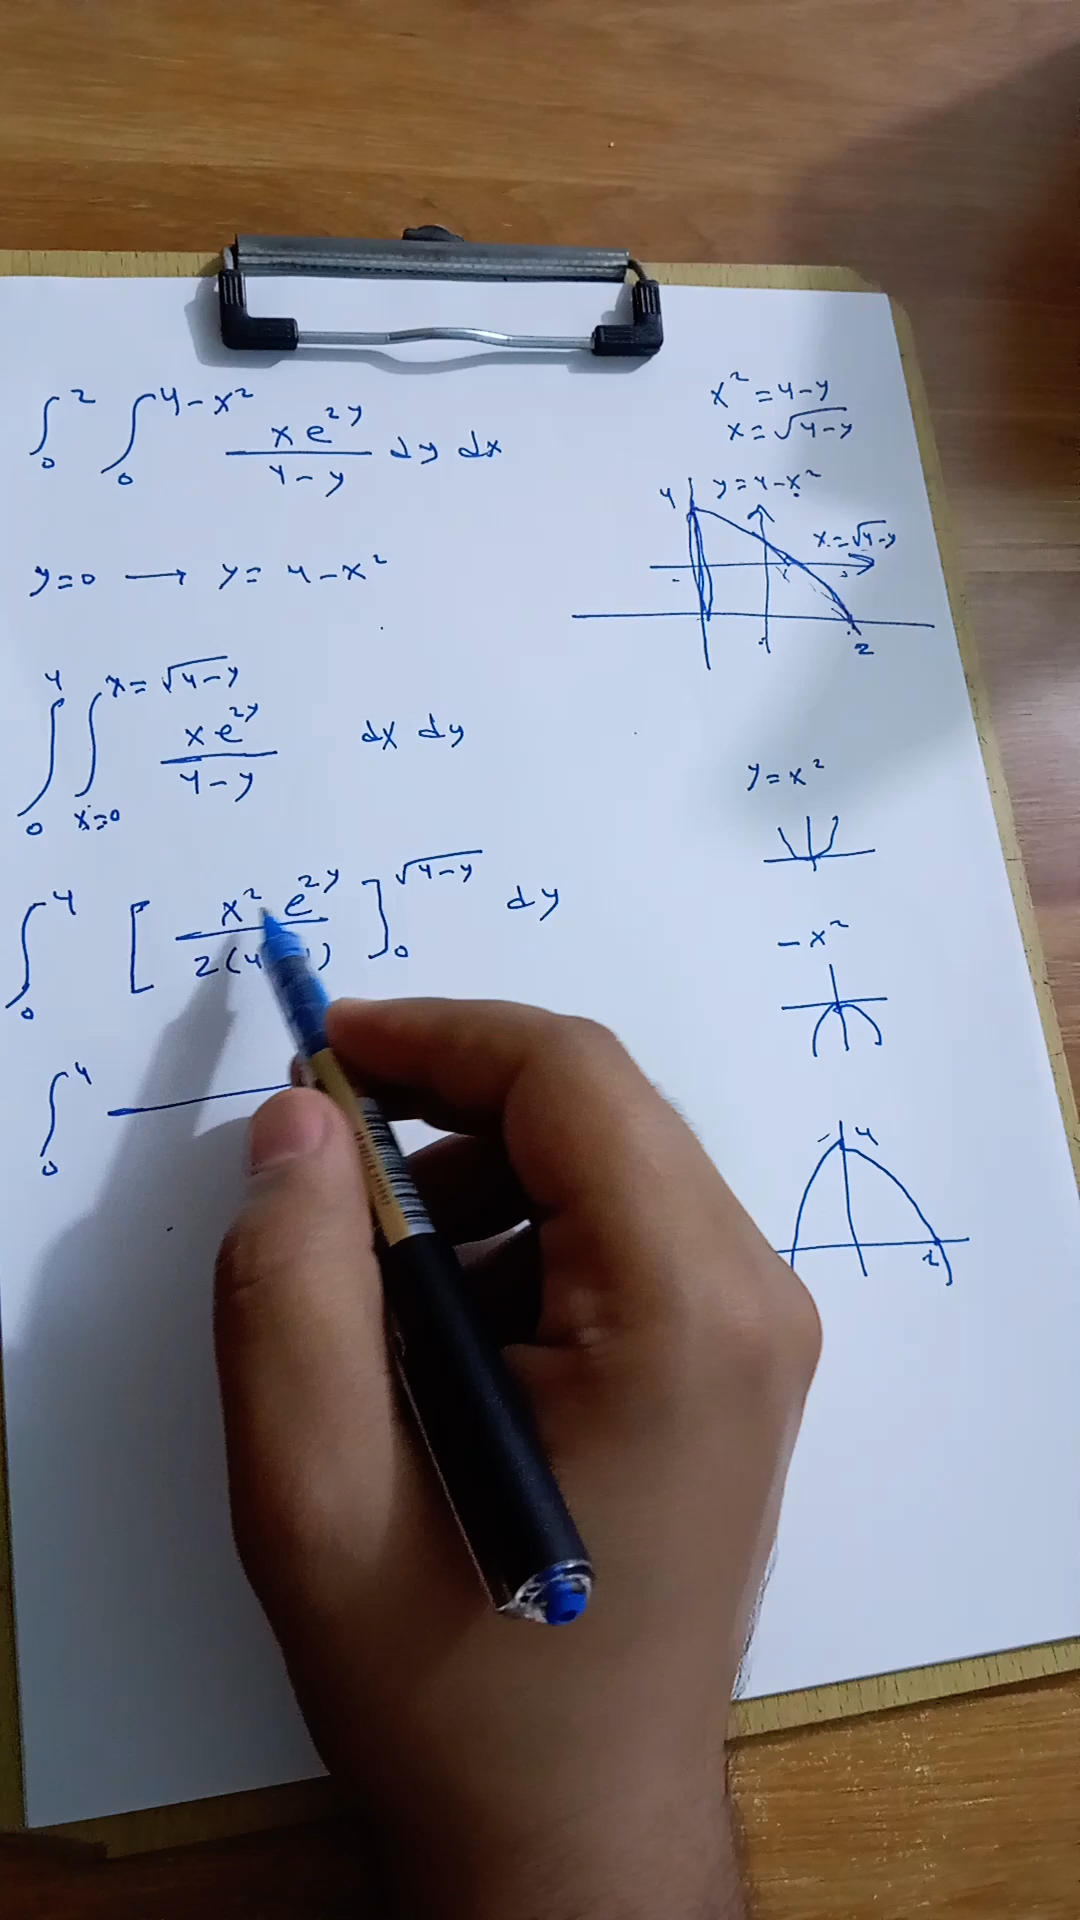 ∫₀² ∫₀^(4-x²) xe^(2y)/(4-y) dy dx
y=0 → y= 4-x²
∫₀⁴ ∫_(x=0)^(x=√(4-y)) xe^(2y)/(4-y) dx dy
∫₀⁴ [ x² e^(2y) / 2(4 ) ]₀^√(4-y) dy
∫₀⁴
x² = 4-y
x = √(4-y)
4
y=4-x²
x=√(4-y)
2
y = x²
-x²
4
2